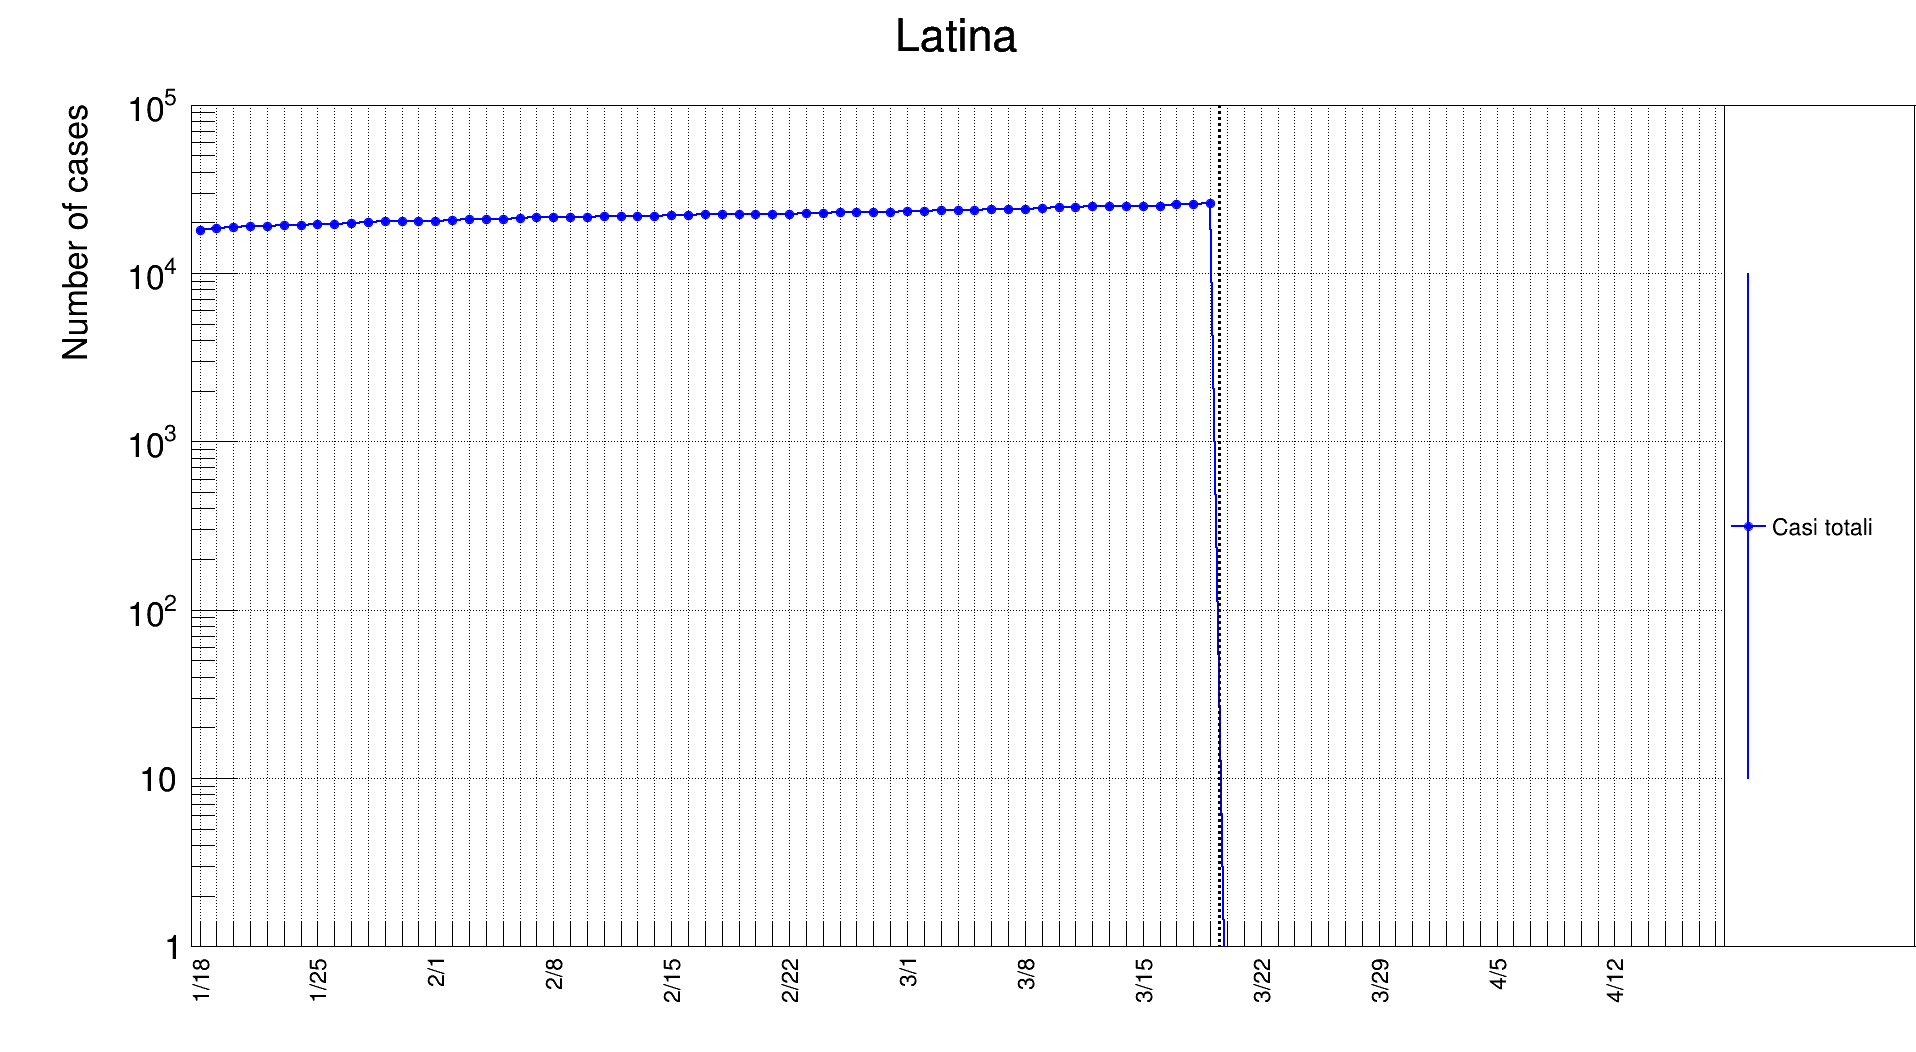 Latina
Number of cases
10^5
10^4
10^3
10^2
10
1
1/18 1/25 2/1 2/8 2/15 2/22 3/1 3/8 3/15 3/22 3/29 4/5 4/12
Casi totali